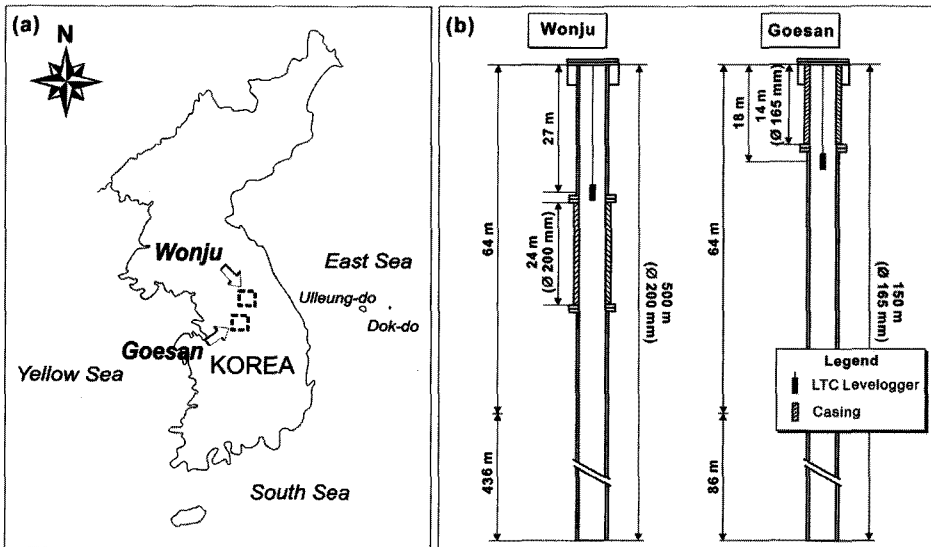 (a)
N
Wonju
East Sea
Ulleung-do
Dok-do
Goesan
KOREA
Yellow Sea
South Sea
(b)
Wonju
Goesan
64 m
436 m
27 m
24 m
(Ø 200 mm)
500 m
(Ø 200 mm)
64 m
86 m
18 m
14 m
(Ø 165 mm)
150 m
(Ø 165 mm)
Legend
LTC Levelogger
Casing